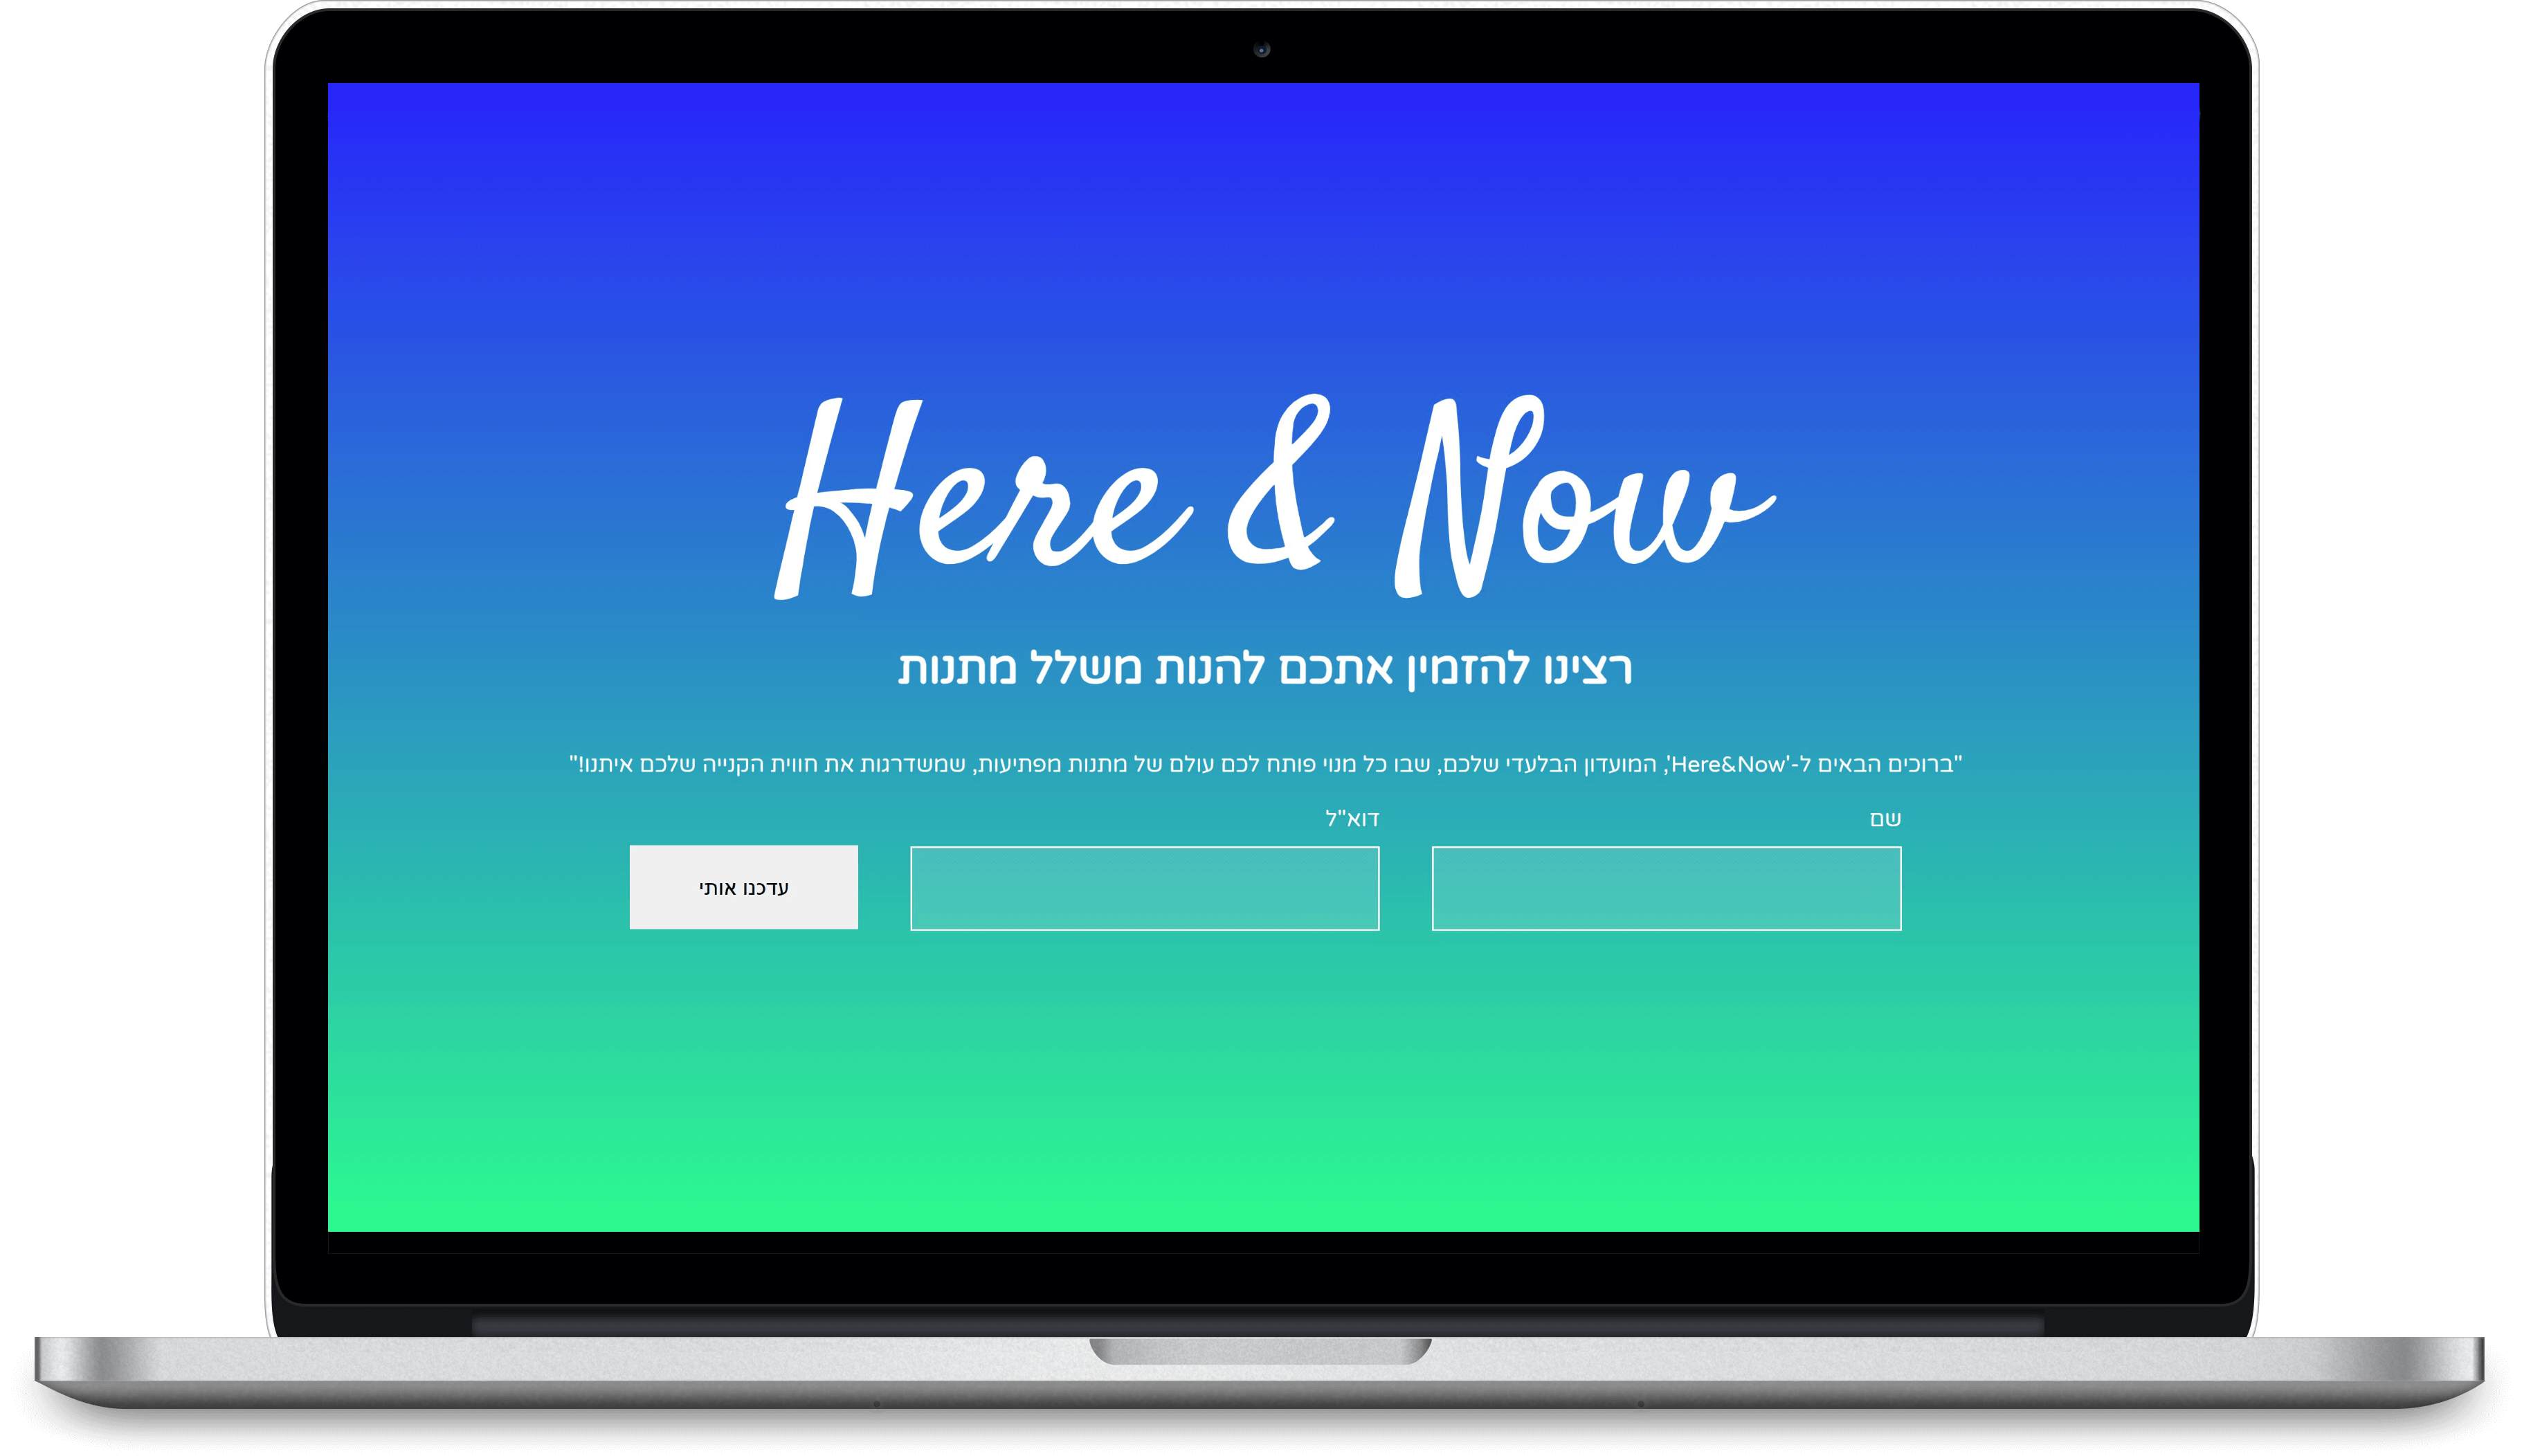 Here & Now
רצינו להזמין אתכם להנות משלל מתנות
"ברוכים הבאים ל-'Here&Now', המועדון הבלעדי שלכם, שבו כל מנוי פותח לכם עולם של מתנות מפתיעות, שמשדרגות את חווית הקנייה שלכם איתנו!"
שם
דוא"ל
עדכנו אותי